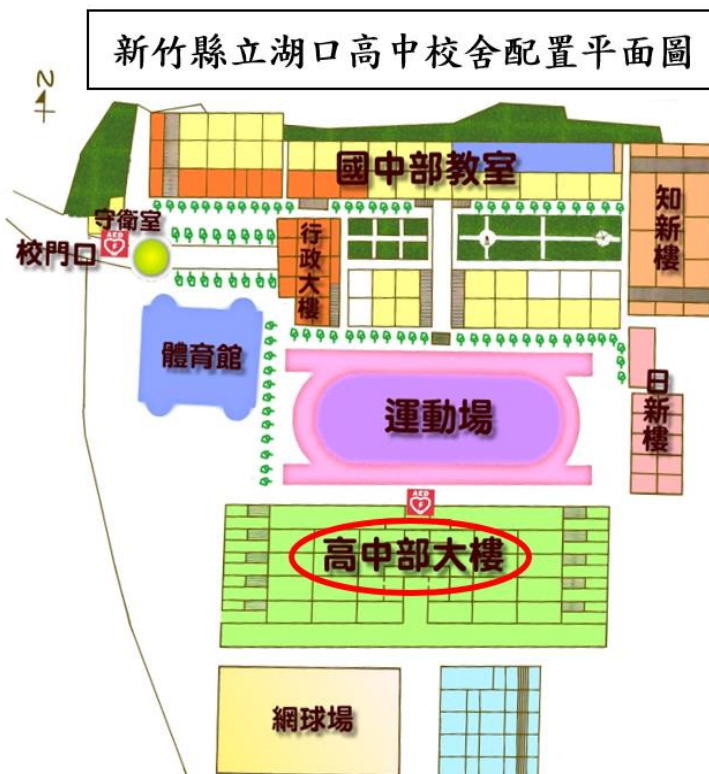 新竹縣立湖口高中校舍配置平面圖
N
國中部教室
知新樓
守衛室
AED
校門口
行政大樓
體育館
運動場
日新樓
AED
高中部大樓
網球場